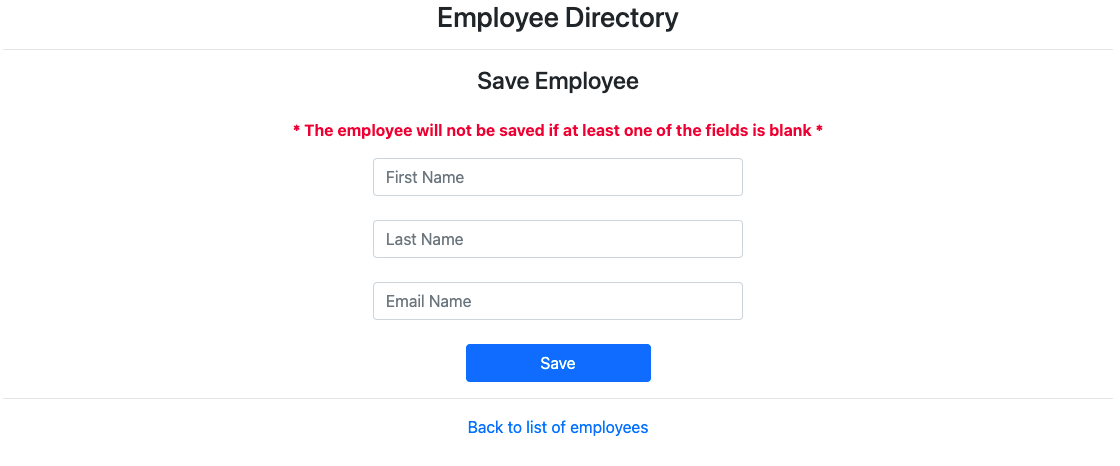 Employee Directory
Save Employee
* The employee will not be saved if at least one of the fields is blank *
First Name
Last Name
Email Name
Save
Back to list of employees